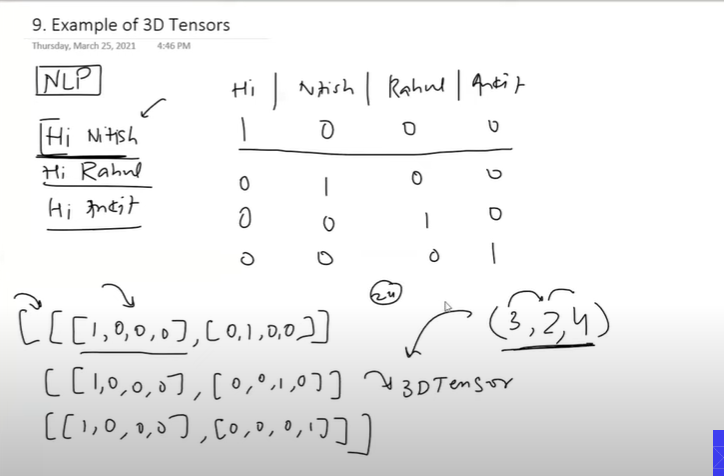 9. Example of 3D Tensors
Thursday, March 25, 2021 4:46 PM
NLP
Hi | Nitish | Rahul | Ankit
1 0 0 0
Hi Nitish
Hi Rahul
0 1 0 0
Hi Ankit
0 0 1 0
0 0 0 1
24
(3,2,4)
[[[1,0,0,0],[0,1,0,0]]
[[1,0,0,0],[0,0,1,0]]
3D Tensor
[[1,0,0,0],[0,0,0,1]]]